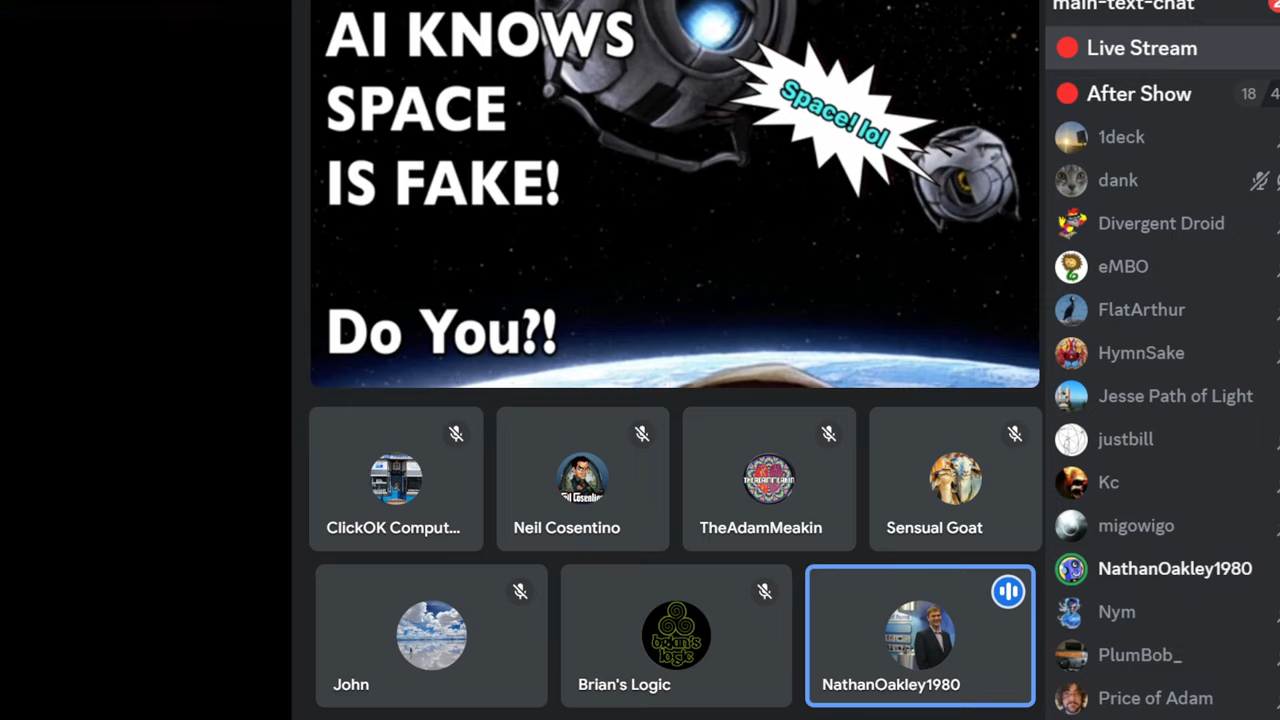 main-text-chat
AI KNOWS
SPACE
IS FAKE!
Space! lol
Do You?!
Live Stream
After Show
18
1deck
dank
Divergent Droid
eMBO
FlatArthur
HymnSake
Jesse Path of Light
justbill
Kc
migowigo
NathanOakley1980
Nym
PlumBob_
Price of Adam
ClickOK Comput...
Neil Cosentino
TheAdamMeakin
Sensual Goat
brian's
logic
John
Brian's Logic
NathanOakley1980